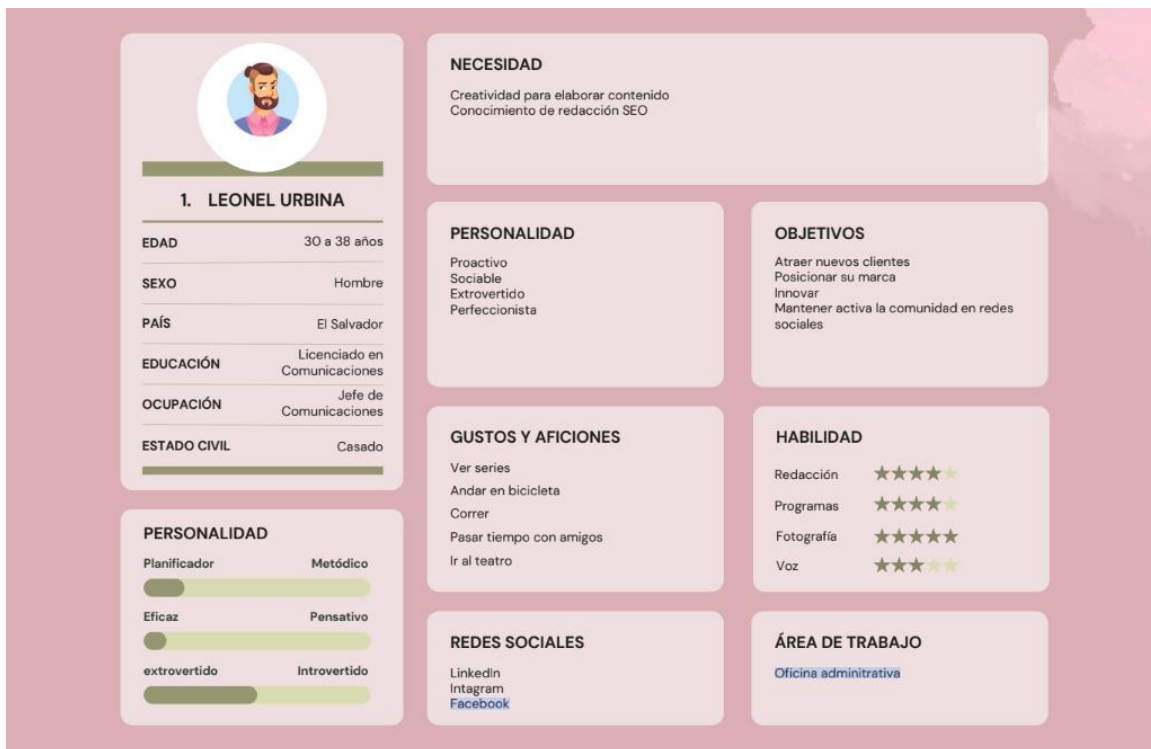 1. LEONEL URBINA
EDAD 30 a 38 años
SEXO Hombre
PAÍS El Salvador
EDUCACIÓN Licenciado en
Comunicaciones
OCUPACIÓN Jefe de
Comunicaciones
ESTADO CIVIL Casado
PERSONALIDAD
Planificador Metódico
Eficaz Pensativo
extrovertido Introvertido
NECESIDAD
Creatividad para elaborar contenido
Conocimiento de redacción SEO
PERSONALIDAD
Proactivo
Sociable
Extrovertido
Perfeccionista
OBJETIVOS
Atraer nuevos clientes
Posicionar su marca
Innovar
Mantener activa la comunidad en redes
sociales
GUSTOS Y AFICIONES
Ver series
Andar en bicicleta
Correr
Pasar tiempo con amigos
Ir al teatro
HABILIDAD
Redacción
Programas
Fotografía
Voz
REDES SOCIALES
LinkedIn
Intagram
Facebook
ÁREA DE TRABAJO
Oficina adminitrativa